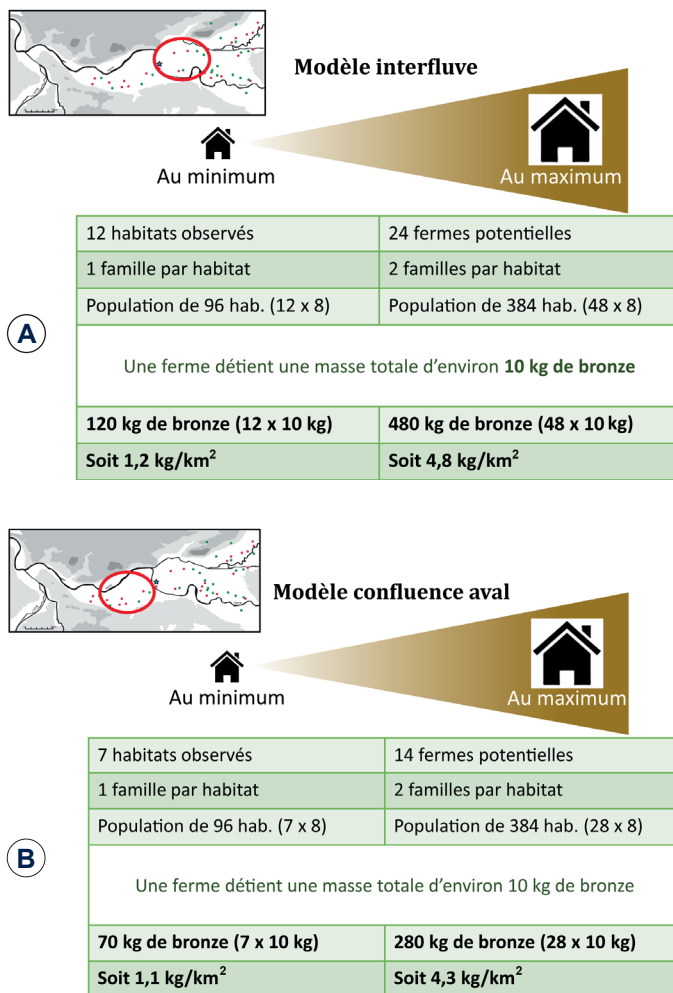 Modèle interfluve
Au minimum
Au maximum
12 habitats observés
24 fermes potentielles
1 famille par habitat
2 familles par habitat
Population de 96 hab. (12 x 8)
Population de 384 hab. (48 x 8)
A
Une ferme détient une masse totale d'environ 10 kg de bronze
120 kg de bronze (12 x 10 kg)
480 kg de bronze (48 x 10 kg)
Soit 1,2 kg/km²
Soit 4,8 kg/km²
Modèle confluence aval
Au minimum
Au maximum
7 habitats observés
14 fermes potentielles
1 famille par habitat
2 familles par habitat
Population de 96 hab. (7 x 8)
Population de 384 hab. (28 x 8)
B
Une ferme détient une masse totale d'environ 10 kg de bronze
70 kg de bronze (7 x 10 kg)
280 kg de bronze (28 x 10 kg)
Soit 1,1 kg/km²
Soit 4,3 kg/km²